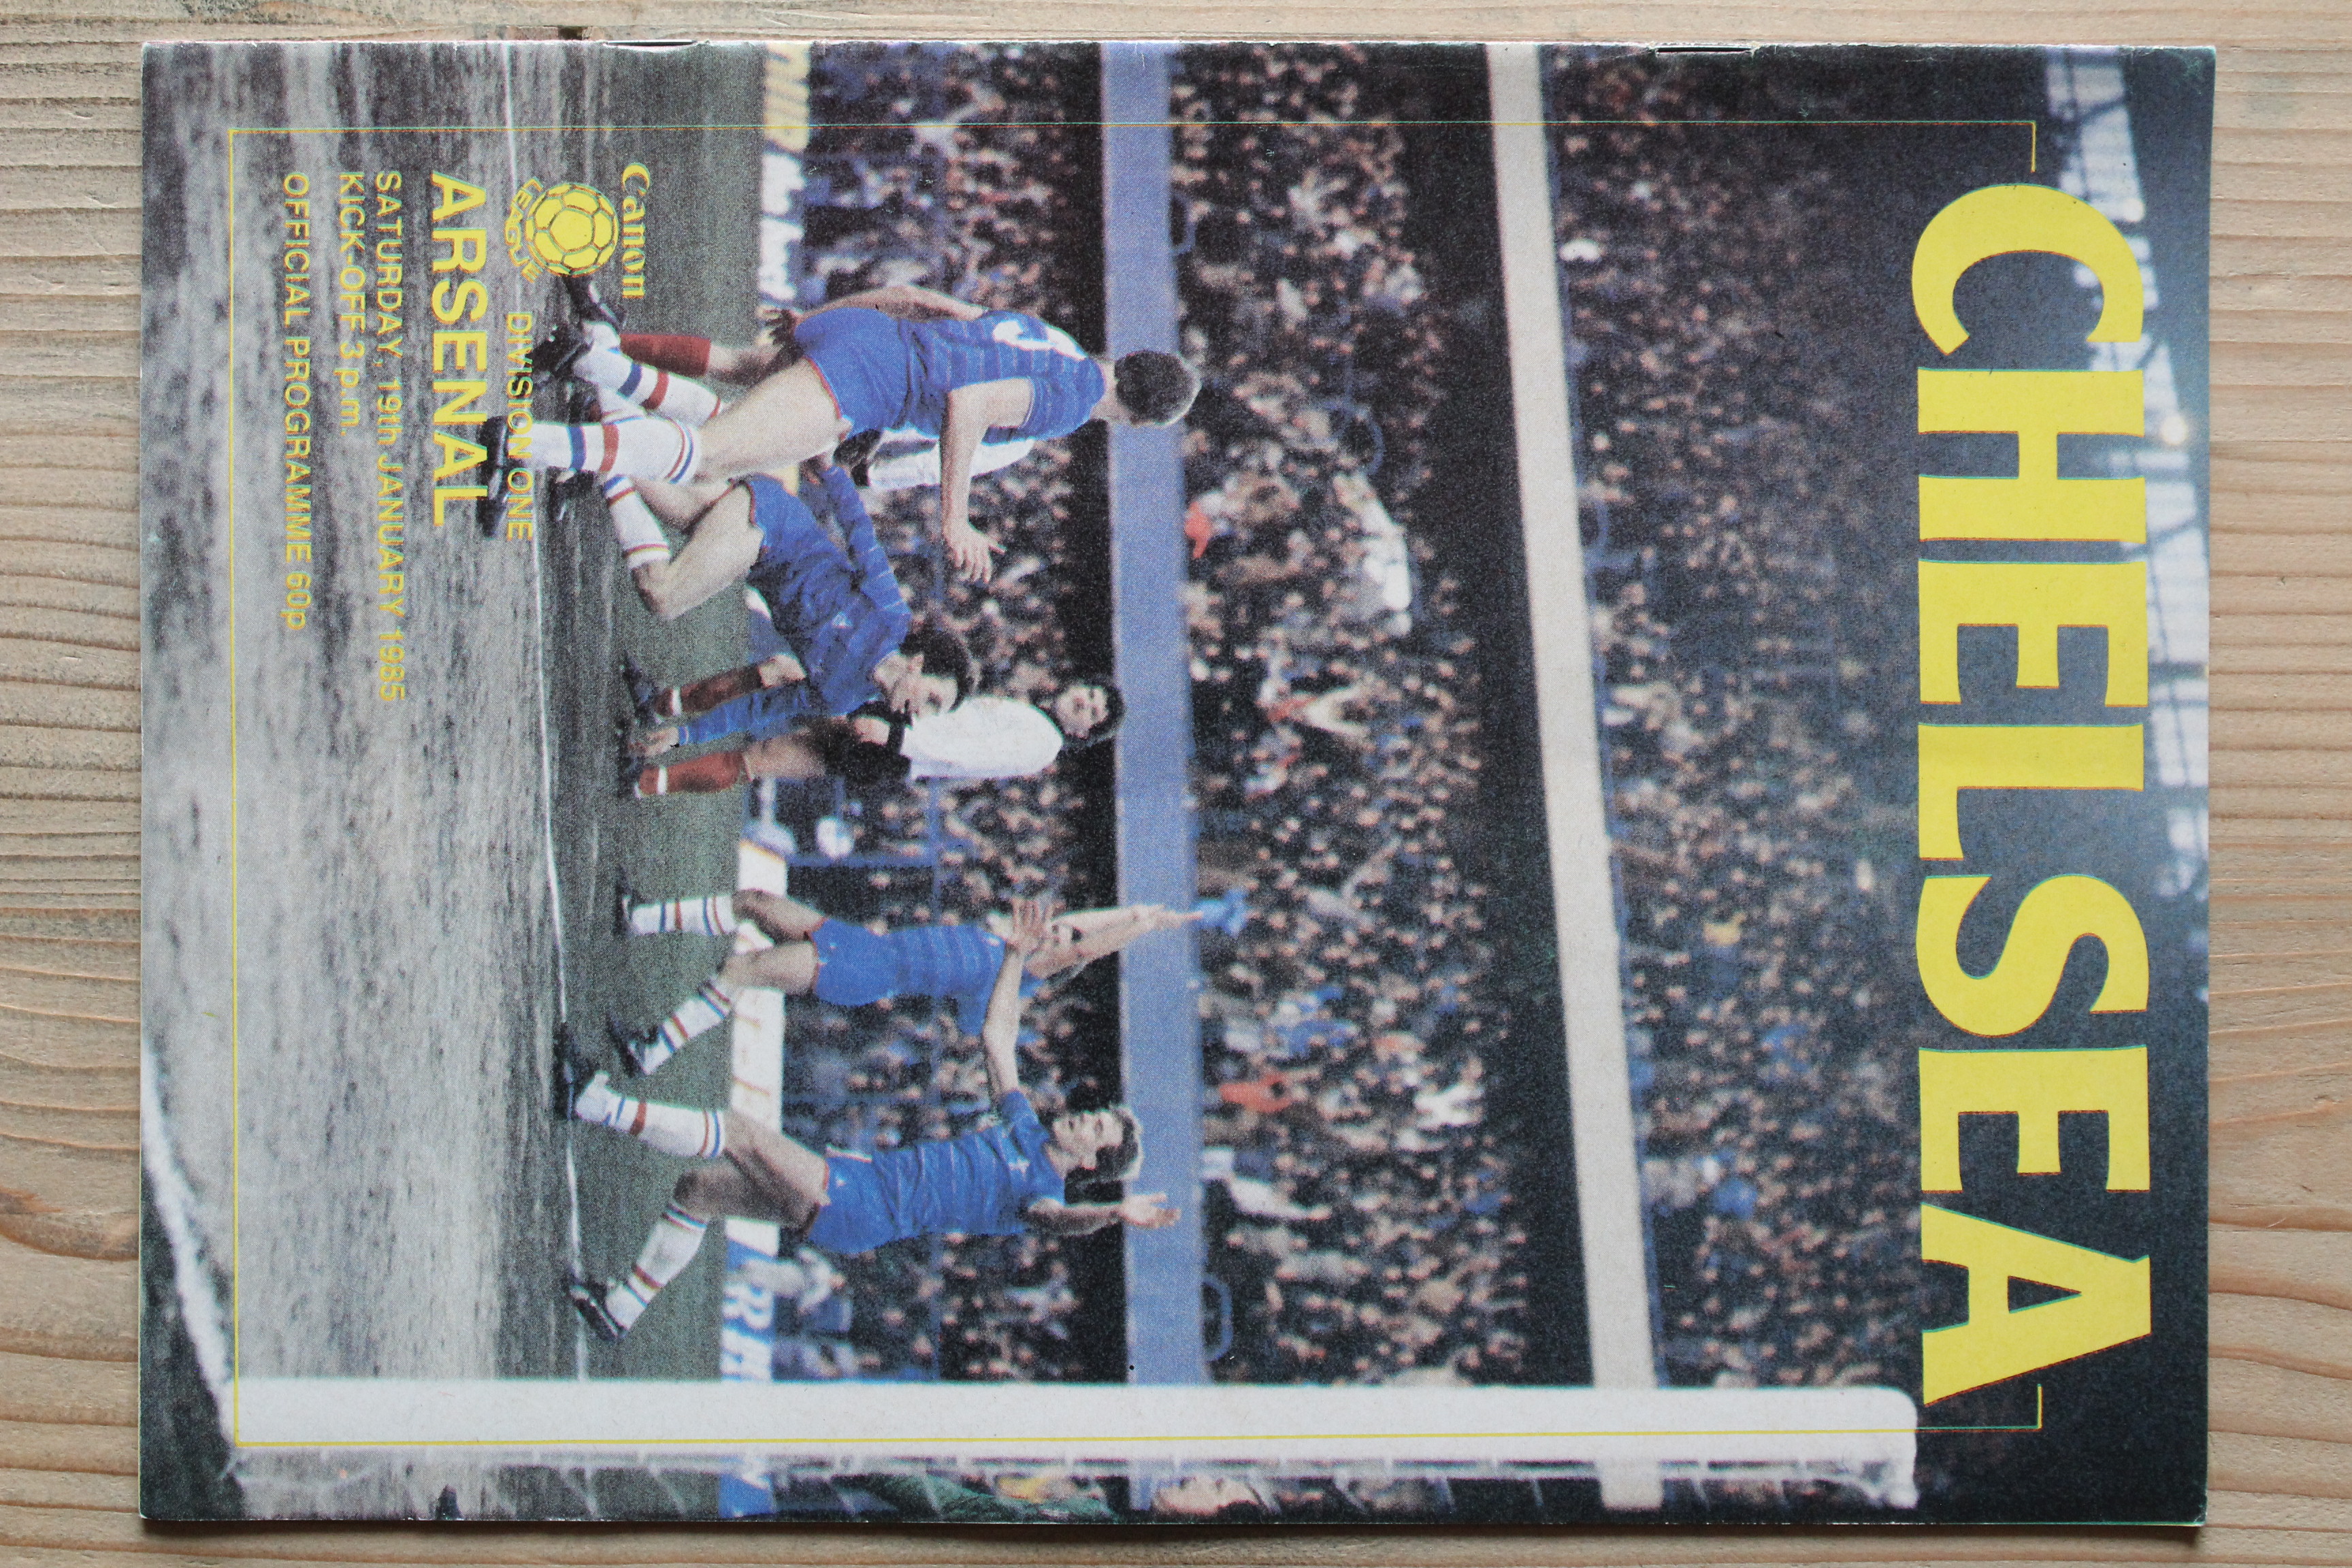 CHELSEA
Canon
LEAGUE
DIVISION ONE
ARSENAL
SATURDAY, 19th JANUARY 1985
KICK-OFF 3 p.m.
OFFICIAL PROGRAMME 60p